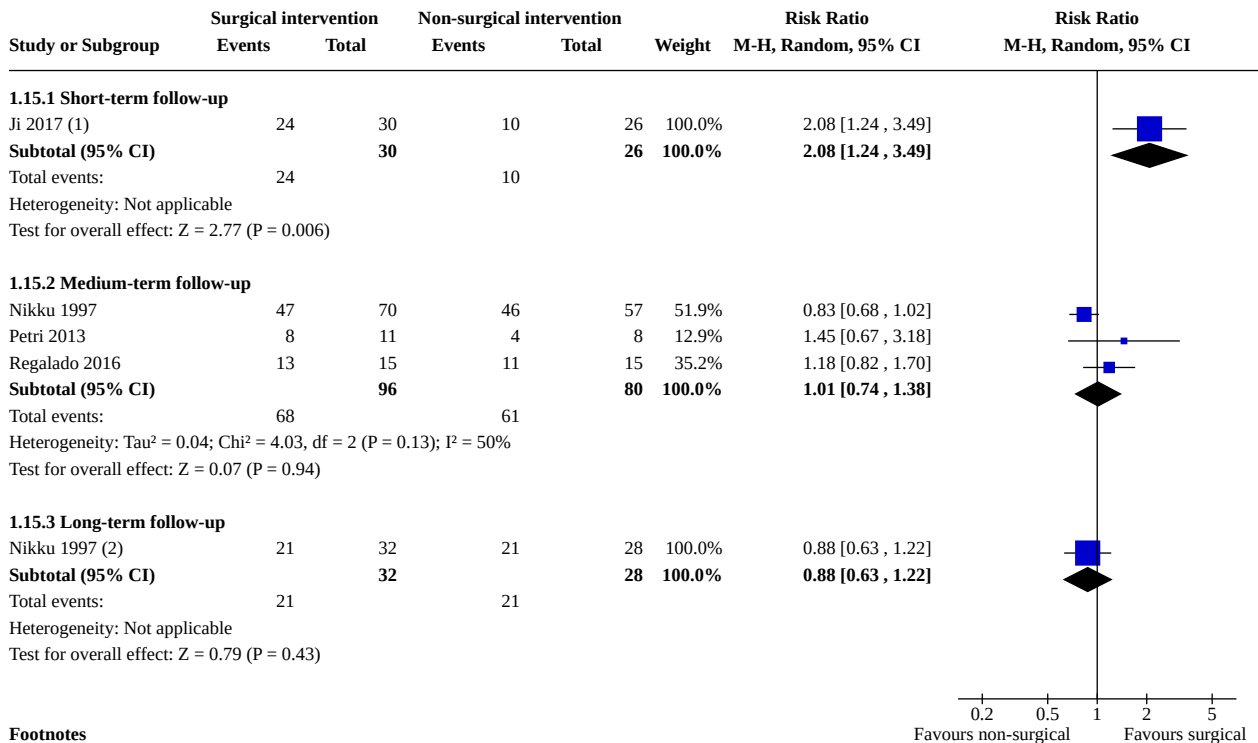 Surgical intervention Non-surgical intervention Risk Ratio Risk Ratio
Study or Subgroup Events Total Events Total Weight M-H, Random, 95% CI M-H, Random, 95% CI
1.15.1 Short-term follow-up
Ji 2017 (1) 24 30 10 26 100.0% 2.08 [1.24 , 3.49]
Subtotal (95% CI) 30 26 100.0% 2.08 [1.24 , 3.49]
Total events: 24 10
Heterogeneity: Not applicable
Test for overall effect: Z = 2.77 (P = 0.006)
1.15.2 Medium-term follow-up
Nikku 1997 47 70 46 57 51.9% 0.83 [0.68 , 1.02]
Petri 2013 8 11 4 8 12.9% 1.45 [0.67 , 3.18]
Regalado 2016 13 15 11 15 35.2% 1.18 [0.82 , 1.70]
Subtotal (95% CI) 96 80 100.0% 1.01 [0.74 , 1.38]
Total events: 68 61
Heterogeneity: Tau² = 0.04; Chi² = 4.03, df = 2 (P = 0.13); I² = 50%
Test for overall effect: Z = 0.07 (P = 0.94)
1.15.3 Long-term follow-up
Nikku 1997 (2) 21 32 21 28 100.0% 0.88 [0.63 , 1.22]
Subtotal (95% CI) 32 28 100.0% 0.88 [0.63 , 1.22]
Total events: 21 21
Heterogeneity: Not applicable
Test for overall effect: Z = 0.79 (P = 0.43)
0.2 0.5 1 2 5
Footnotes Favours non-surgical Favours surgical